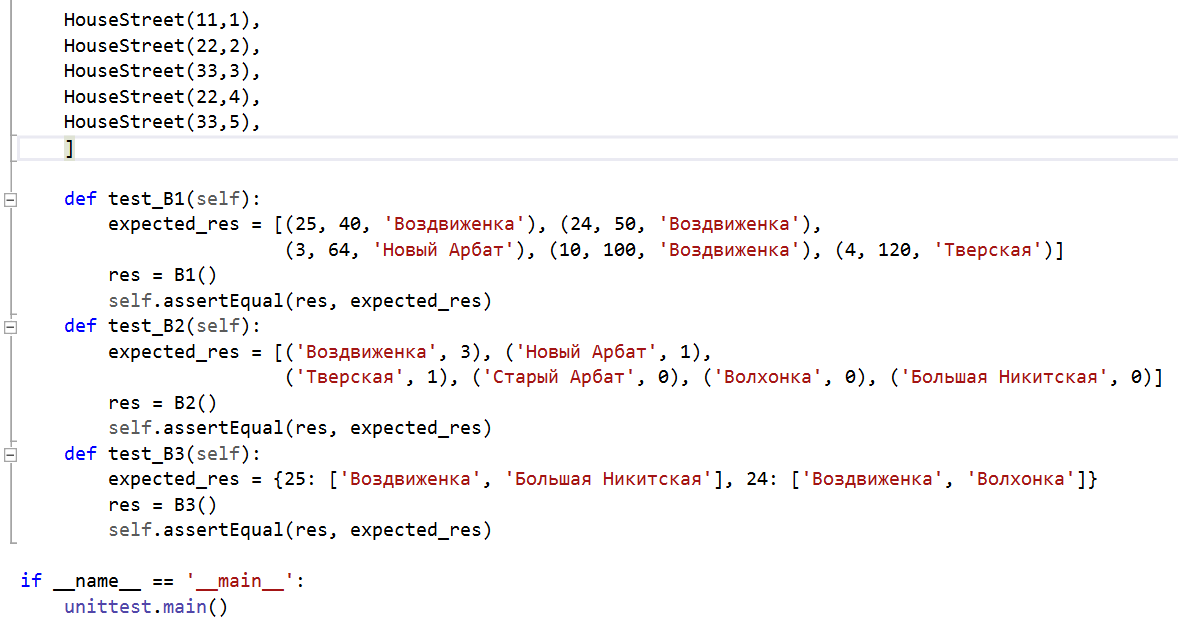 HouseStreet(11,1),
HouseStreet(22,2),
HouseStreet(33,3),
HouseStreet(22,4),
HouseStreet(33,5),
]
def test_B1(self):
expected_res = [(25, 40, 'Воздвиженка'), (24, 50, 'Воздвиженка'),
(3, 64, 'Новый Арбат'), (10, 100, 'Воздвиженка'), (4, 120, 'Тверская')]
res = B1()
self.assertEqual(res, expected_res)
def test_B2(self):
expected_res = [('Воздвиженка', 3), ('Новый Арбат', 1),
('Тверская', 1), ('Старый Арбат', 0), ('Волхонка', 0), ('Большая Никитская', 0)]
res = B2()
self.assertEqual(res, expected_res)
def test_B3(self):
expected_res = {25: ['Воздвиженка', 'Большая Никитская'], 24: ['Воздвиженка', 'Волхонка']}
res = B3()
self.assertEqual(res, expected_res)
if __name__ == '__main__':
unittest.main()